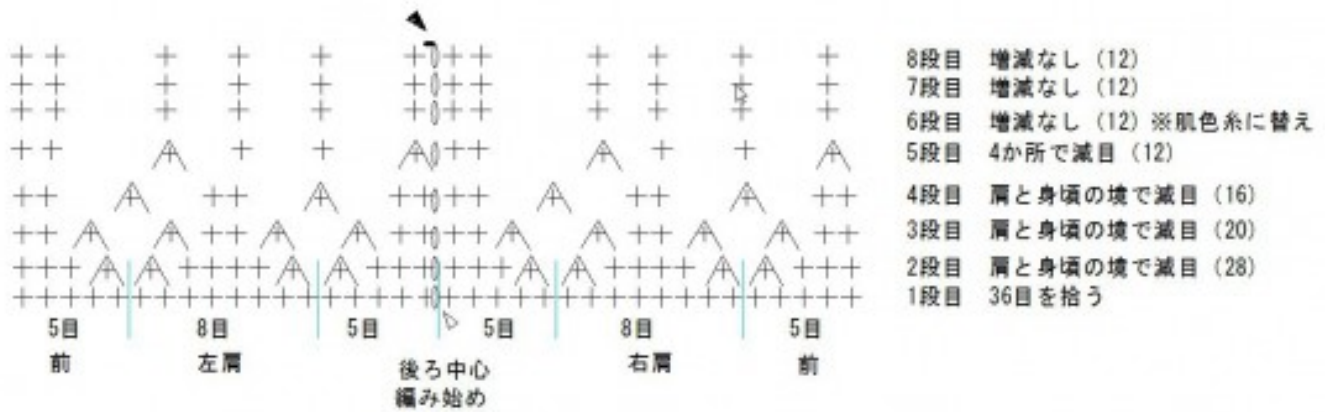 8段目 増減なし (12)
7段目 増減なし (12)
6段目 増減なし (12) ※肌色糸に替え
5段目 4か所で減目 (12)
4段目 肩と身頃の境で減目 (16)
3段目 肩と身頃の境で減目 (20)
2段目 肩と身頃の境で減目 (28)
1段目 36目を拾う
5目 8目 5目 5目 8目 5目
前 左肩 右肩 前
後ろ中心
編み始め